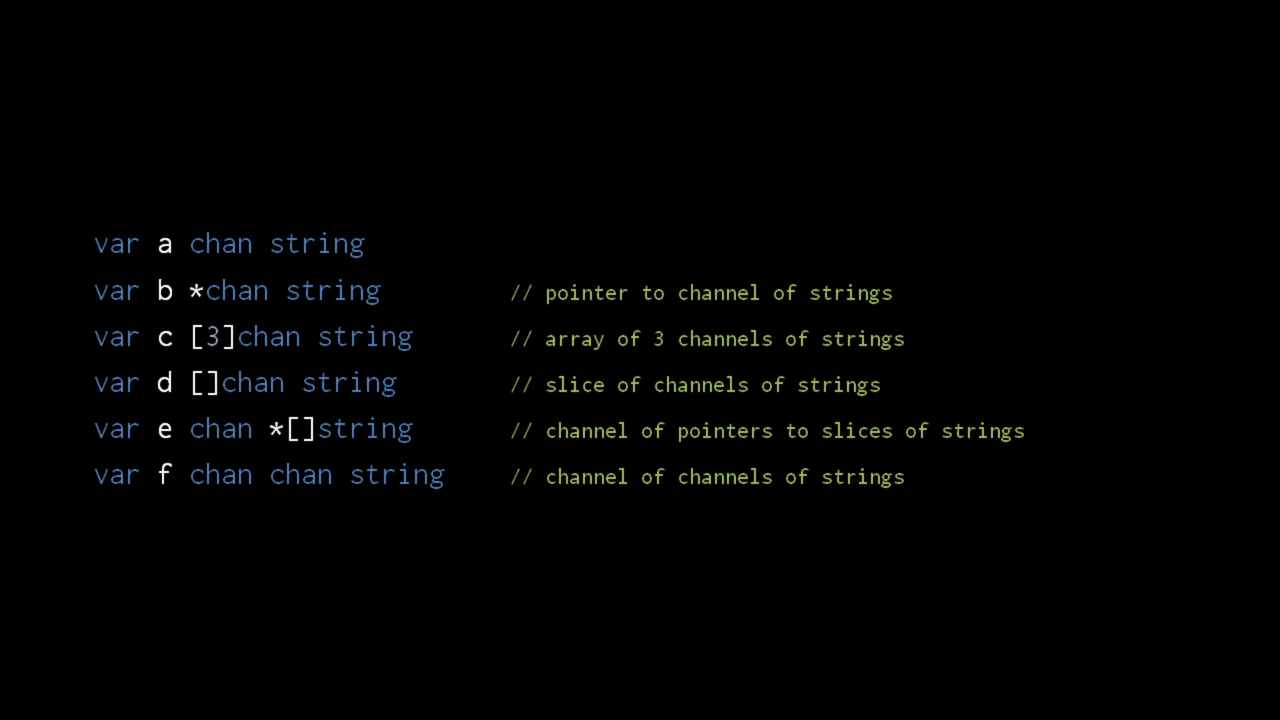 var a chan string
var b *chan string // pointer to channel of strings
var c [3]chan string // array of 3 channels of strings
var d []chan string // slice of channels of strings
var e chan *[]string // channel of pointers to slices of strings
var f chan chan string // channel of channels of strings